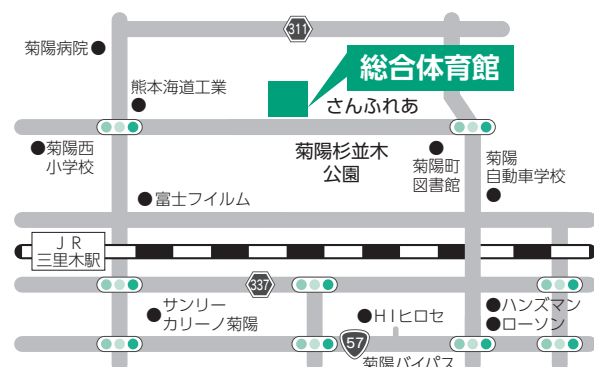 311
菊陽病院
総合体育館
熊本海道工業
さんふれあ
菊陽西
小学校
菊陽杉並木
公園
菊陽町
図書館
菊陽
自動車学校
富士フイルム
ＪＲ
三里木駅
337
サンリー
カリーノ菊陽
HIヒロセ
ハンズマン
ローソン
57
菊陽バイパス